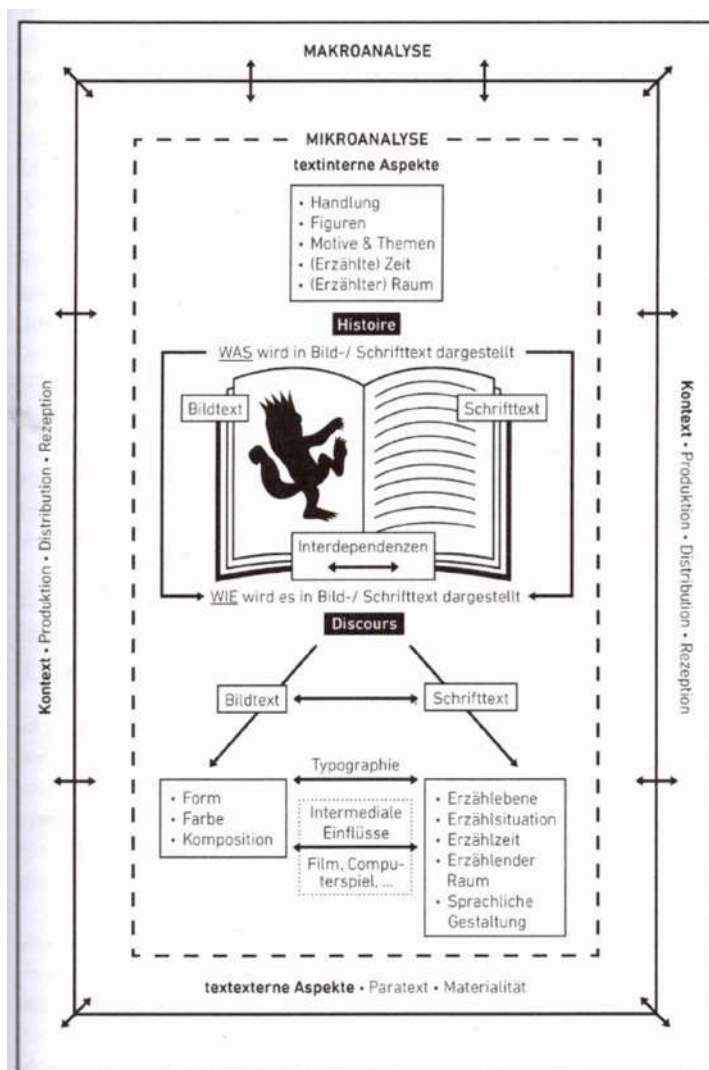 MAKROANALYSE
MIKROANALYSE
textinterne Aspekte
• Handlung
• Figuren
• Motive & Themen
• (Erzählte) Zeit
• (Erzählter) Raum
Histoire
WAS wird in Bild-/ Schrifttext dargestellt
Bildtext
Schrifttext
Interdependenzen
WIE wird es in Bild-/ Schrifttext dargestellt
Discours
Bildtext
Schrifttext
Typographie
• Form
• Farbe
• Komposition
Intermediale
Einflüsse
Film, Compu-
terspiel, ...
• Erzählebene
• Erzählsituation
• Erzählzeit
• Erzählender
Raum
• Sprachliche
Gestaltung
textexterne Aspekte • Paratext • Materialität
Kontext • Produktion • Distribution • Rezeption
Kontext • Produktion • Distribution • Rezeption